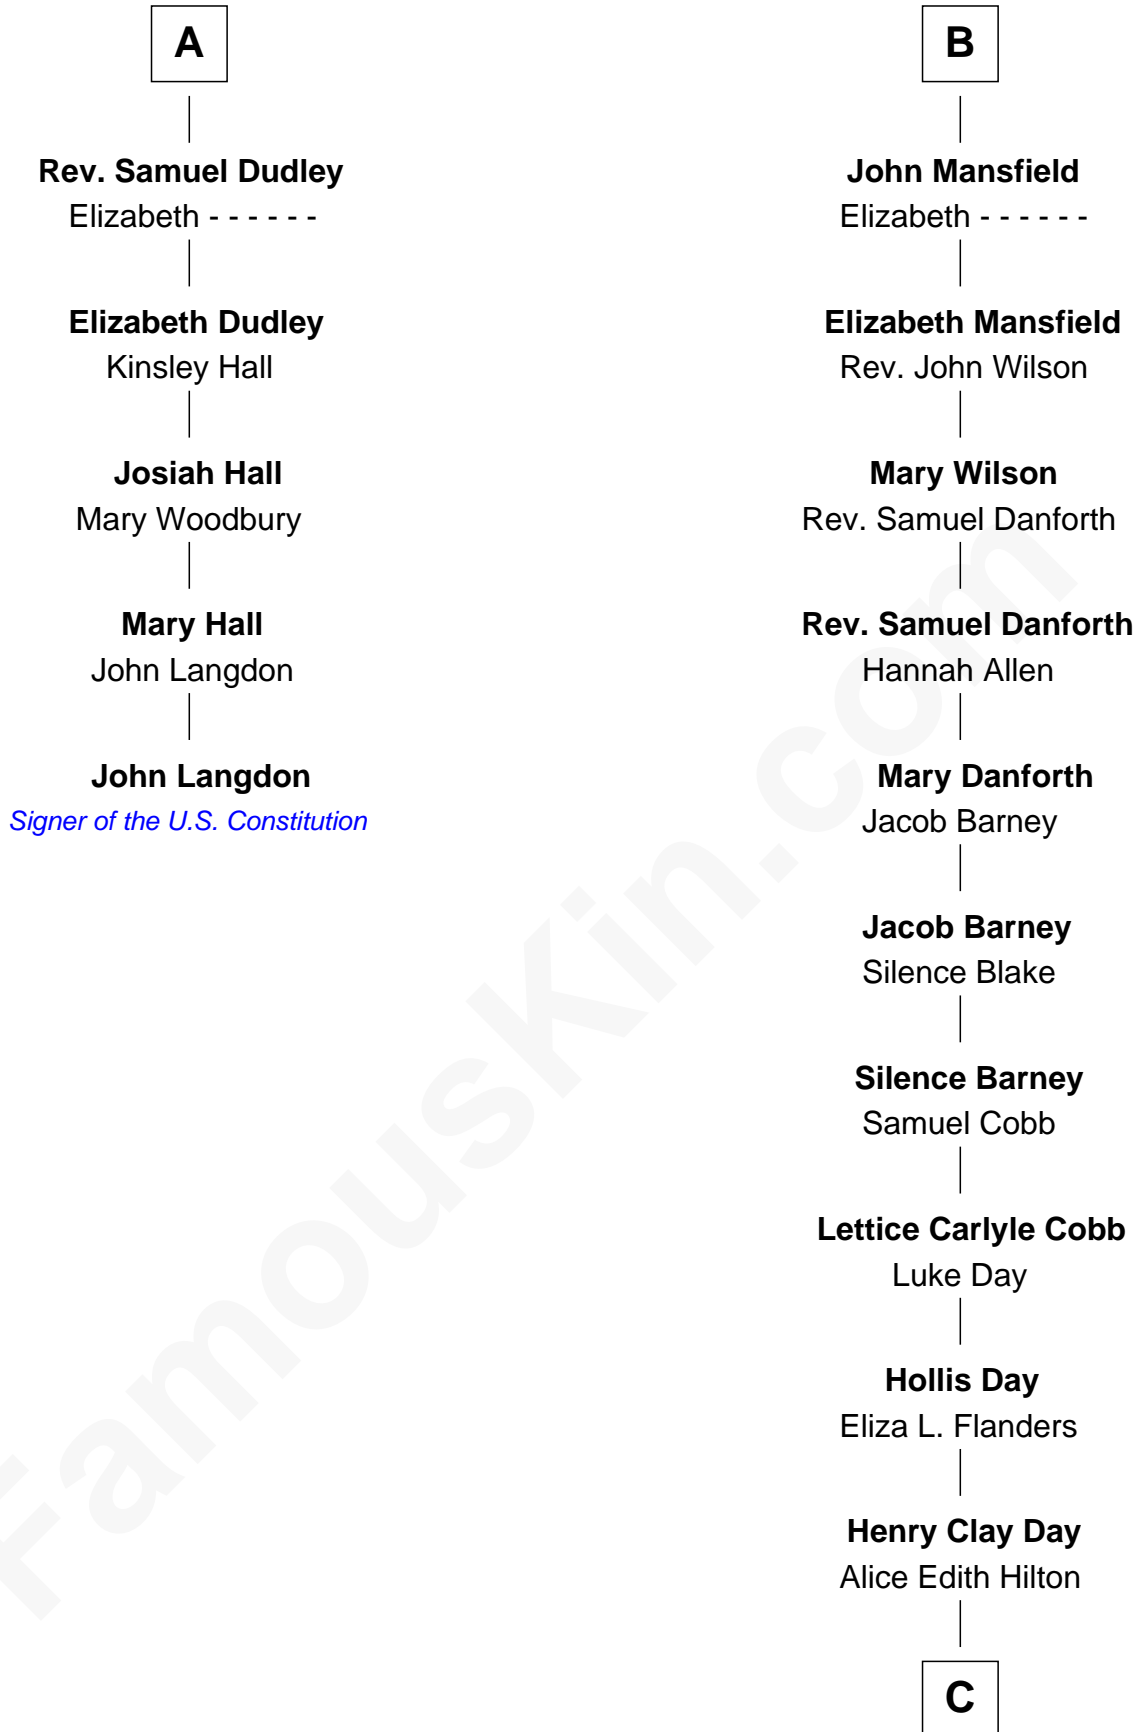 A
Rev. Samuel Dudley
Elizabeth - - - - - -
Elizabeth Dudley
Kinsley Hall
Josiah Hall
Mary Woodbury
Mary Hall
John Langdon
John Langdon
Signer of the U.S. Constitution
B
John Mansfield
Elizabeth - - - - - -
Elizabeth Mansfield
Rev. John Wilson
Mary Wilson
Rev. Samuel Danforth
Rev. Samuel Danforth
Hannah Allen
Mary Danforth
Jacob Barney
Jacob Barney
Silence Blake
Silence Barney
Samuel Cobb
Lettice Carlyle Cobb
Luke Day
Hollis Day
Eliza L. Flanders
Henry Clay Day
Alice Edith Hilton
C
FamousKin.com